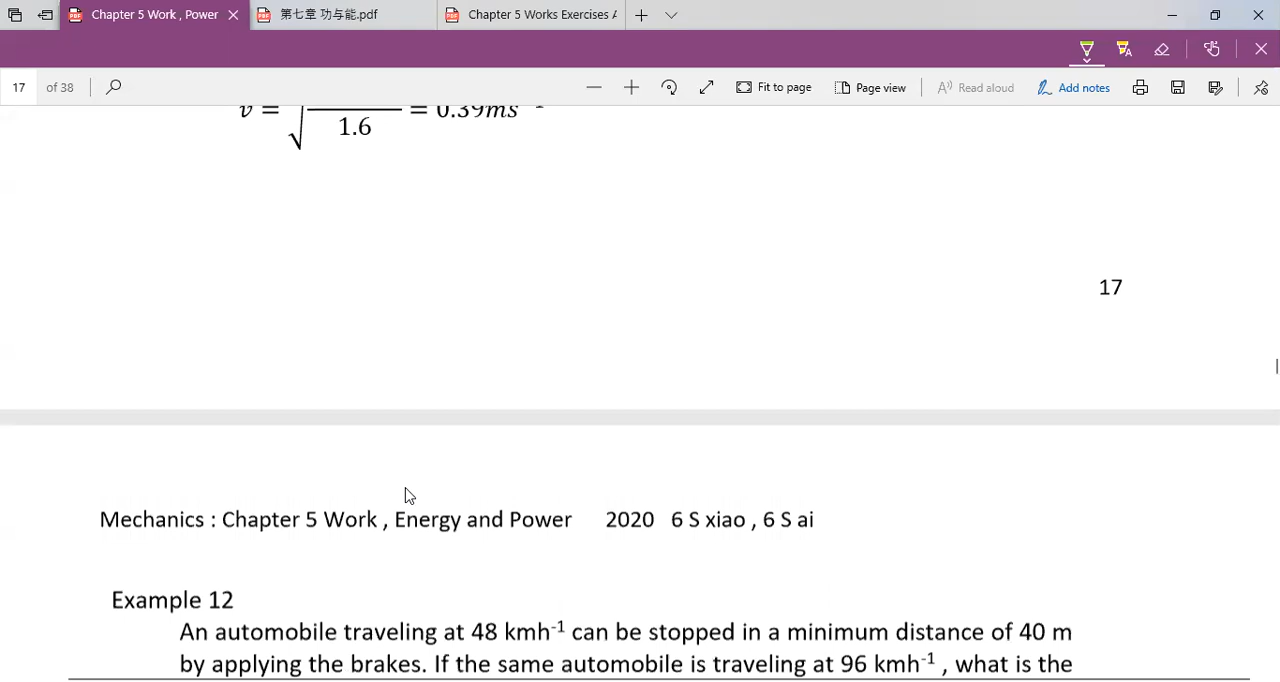 Chapter 5 Work , Power
第七章 功与能.pdf
Chapter 5 Works Exercises
17 of 38
Fit to page
Page view
Read aloud
Add notes
v = √ 1.6 = 0.39ms
17
Mechanics : Chapter 5 Work , Energy and Power 2020 6 S xiao , 6 S ai
Example 12
An automobile traveling at 48 kmh⁻¹ can be stopped in a minimum distance of 40 m
by applying the brakes. If the same automobile is traveling at 96 kmh⁻¹ , what is the